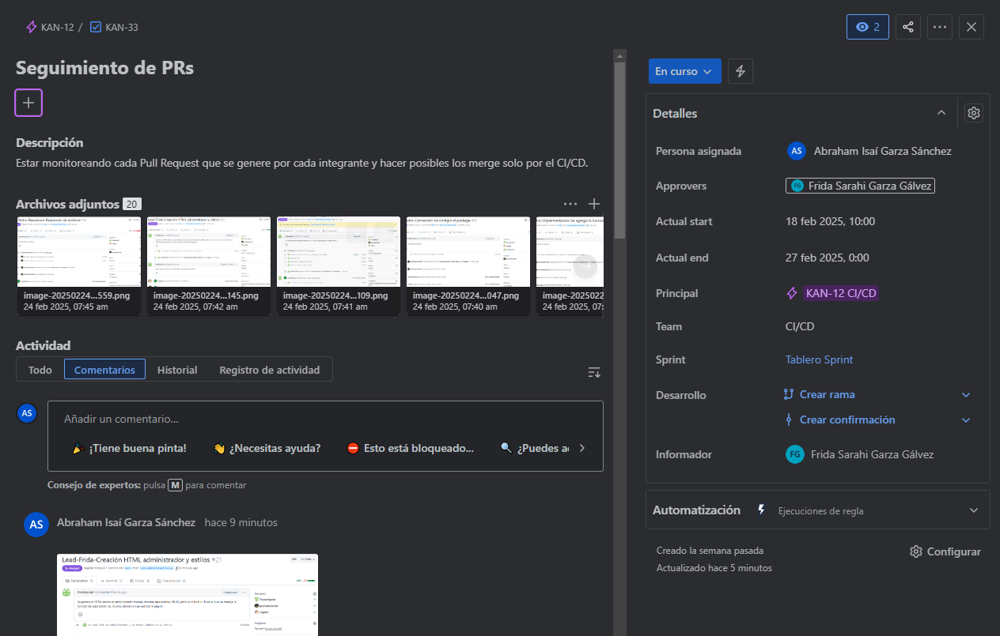 KAN-12 / KAN-33
2
Seguimiento de PRs
Descripción
Estar monitoreando cada Pull Request que se genere por cada integrante y hacer posibles los merge solo por el CI/CD.
Archivos adjuntos 20
image-20250224...559.png
24 feb 2025, 07:45 am
image-20250224...145.png
24 feb 2025, 07:42 am
image-20250224...109.png
24 feb 2025, 07:41 am
image-20250224...047.png
24 feb 2025, 07:40 am
image-2025022
24 feb 2025, 07:
Actividad
Todo Comentarios Historial Registro de actividad
AS
Añadir un comentario...
¡Tiene buena pinta! ¿Necesitas ayuda? Esto está bloqueado... ¿Puedes
Consejo de expertos: pulsa M para comentar
AS Abraham Isaí Garza Sánchez hace 9 minutos
Lead-Frida-Creación HTML administrador y estilos #21
En curso
Detalles
Persona asignada AS Abraham Isaí Garza Sánchez
Approvers FG Frida Sarahi Garza Gálvez
Actual start 18 feb 2025, 10:00
Actual end 27 feb 2025, 0:00
Principal KAN-12 CI/CD
Team CI/CD
Sprint Tablero Sprint
Desarrollo Crear rama
Crear confirmación
Informador FG Frida Sarahi Garza Gálvez
Automatización Ejecuciones de regla
Creado la semana pasada
Actualizado hace 5 minutos
Configurar